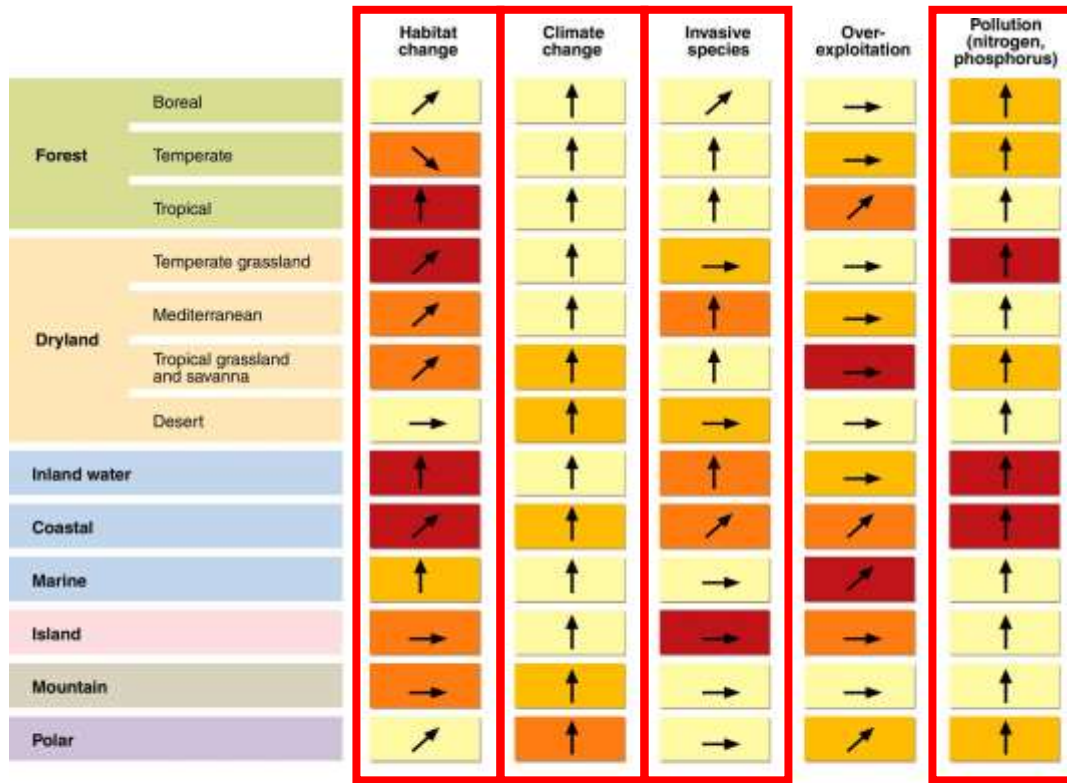 Habitat
change
Climate
change
Invasive
species
Over-
exploitation
Pollution
(nitrogen,
phosphorus)
Forest
Boreal
Temperate
Tropical
Dryland
Temperate grassland
Mediterranean
Tropical grassland
and savanna
Desert
Inland water
Coastal
Marine
Island
Mountain
Polar